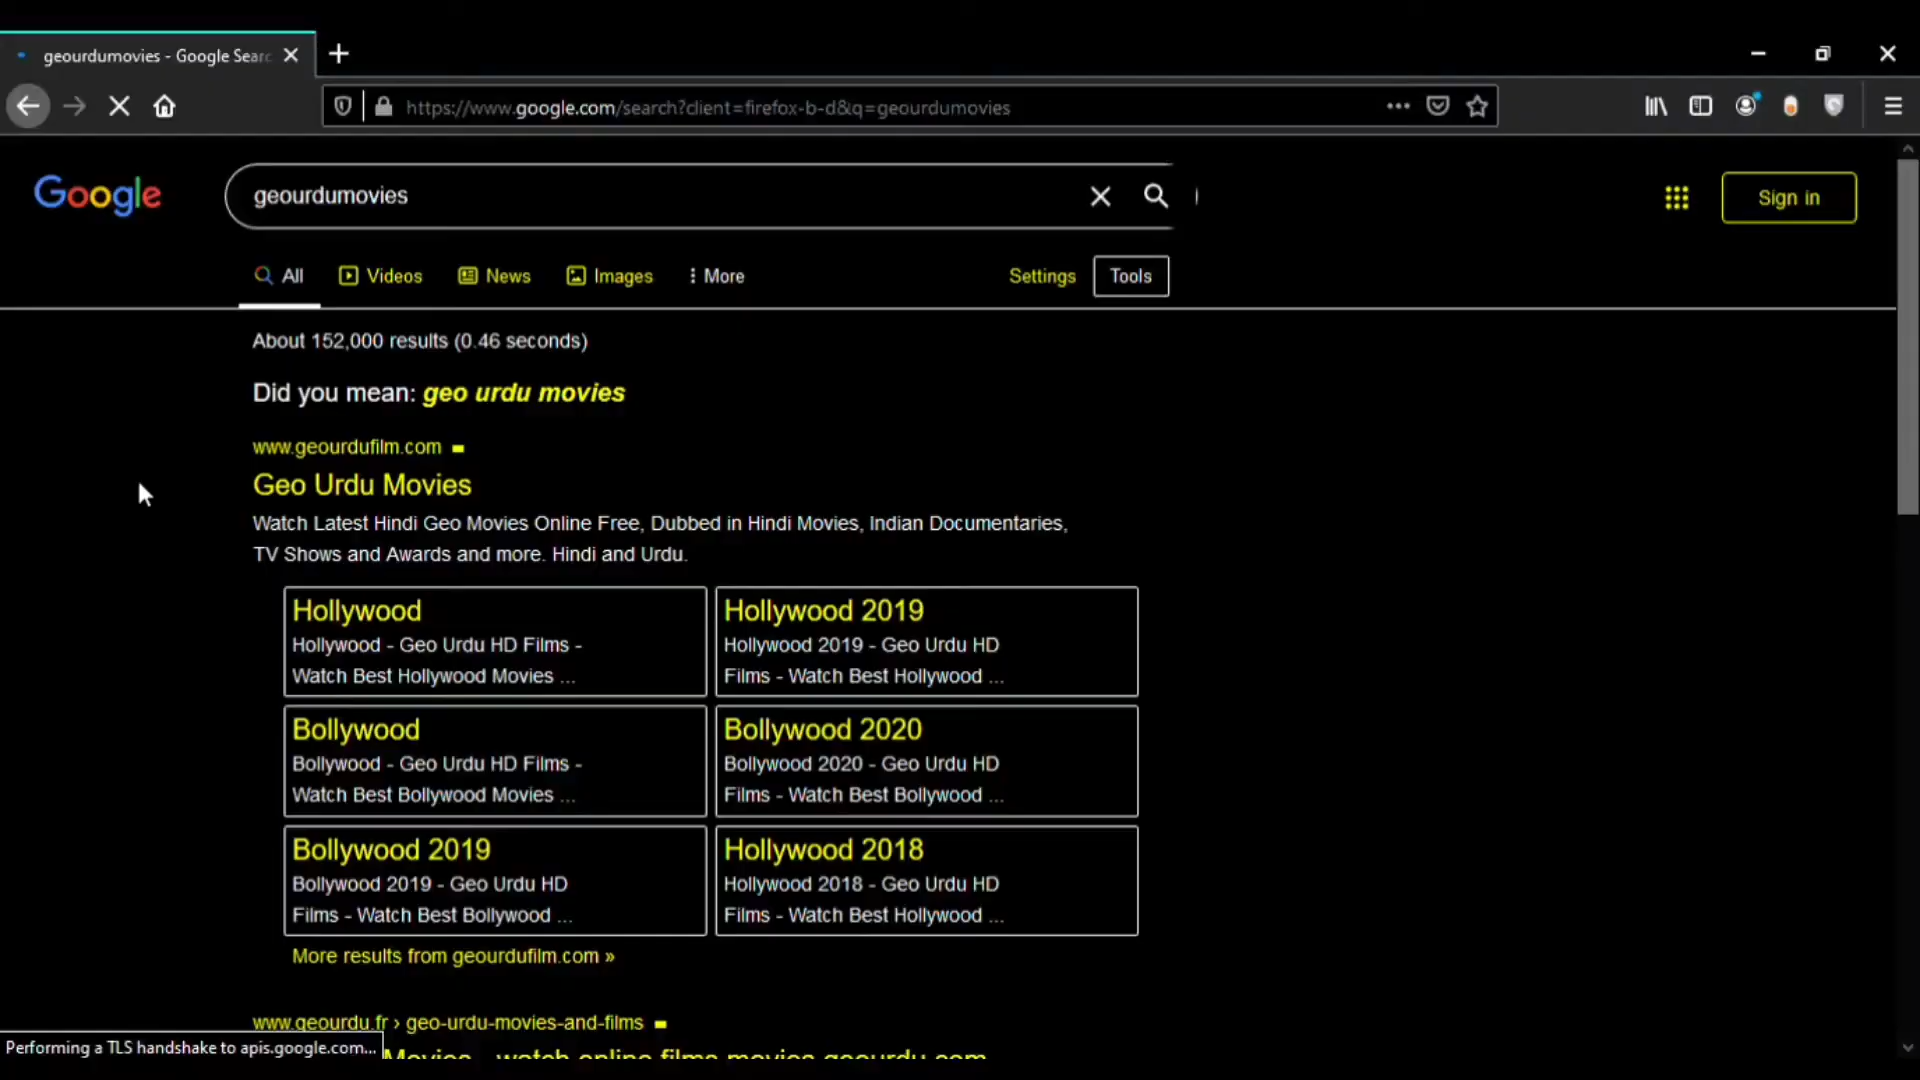 geourdumovies - Google Searc
https://www.google.com/search?client=firefox-b-d&q=geourdumovies
Google
geourdumovies
Sign in
All
Videos
News
Images
More
Settings
Tools
About 152,000 results (0.46 seconds)
Did you mean: geo urdu movies
www.geourdufilm.com
Geo Urdu Movies
Watch Latest Hindi Geo Movies Online Free, Dubbed in Hindi Movies, Indian Documentaries,
TV Shows and Awards and more. Hindi and Urdu.
Hollywood
Hollywood - Geo Urdu HD Films -
Watch Best Hollywood Movies ...
Hollywood 2019
Hollywood 2019 - Geo Urdu HD
Films - Watch Best Hollywood ...
Bollywood
Bollywood - Geo Urdu HD Films -
Watch Best Bollywood Movies ...
Bollywood 2020
Bollywood 2020 - Geo Urdu HD
Films - Watch Best Bollywood ...
Bollywood 2019
Bollywood 2019 - Geo Urdu HD
Films - Watch Best Bollywood ...
Hollywood 2018
Hollywood 2018 - Geo Urdu HD
Films - Watch Best Hollywood ...
More results from geourdufilm.com »
www.geourdu.fr › geo-urdu-movies-and-films
Movies - watch online films movies geourdu.com
Performing a TLS handshake to apis.google.com...